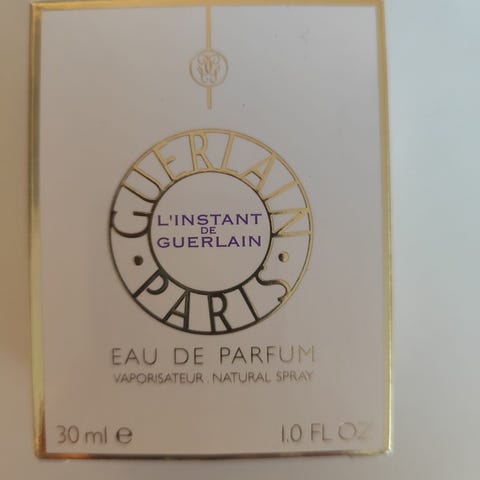 GUERLAIN
L'INSTANT
DE
GUERLAIN
· PARIS ·
EAU DE PARFUM
VAPORISATEUR . NATURAL SPRAY
30 ml ℮ 1.0 FL OZ